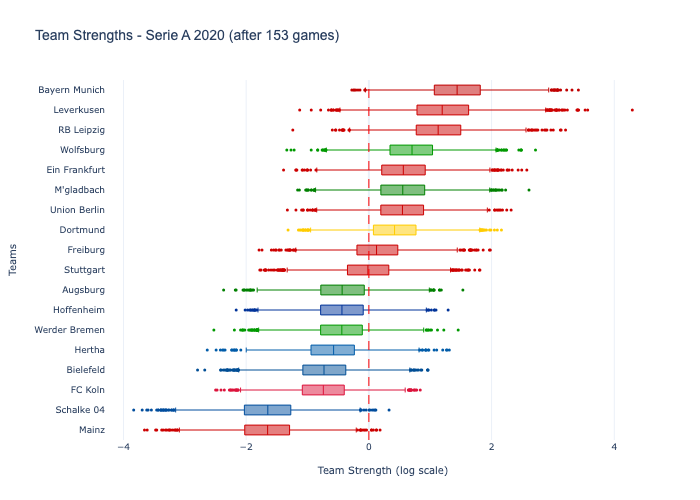 Team Strengths - Serie A 2020 (after 153 games)
Bayern Munich
Leverkusen
RB Leipzig
Wolfsburg
Ein Frankfurt
M'gladbach
Union Berlin
Dortmund
Freiburg
Stuttgart
Augsburg
Hoffenheim
Werder Bremen
Hertha
Bielefeld
FC Koln
Schalke 04
Mainz
Teams
−4 −2 0 2 4
Team Strength (log scale)